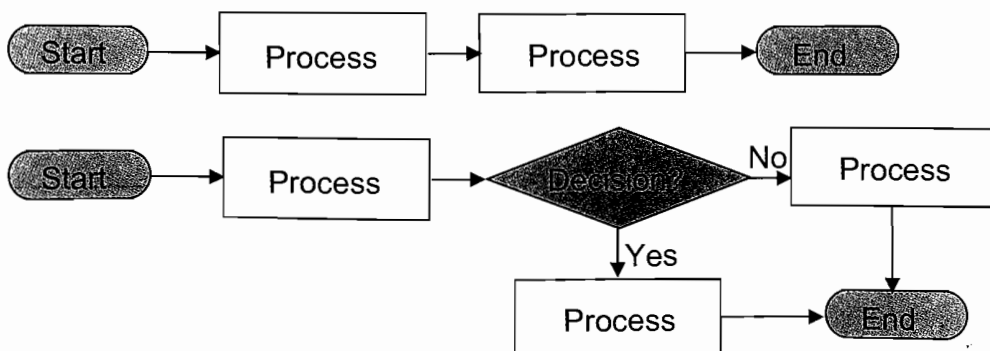 Start
Process
Process
End
Start
Process
Decision?
No
Process
Yes
Process
End